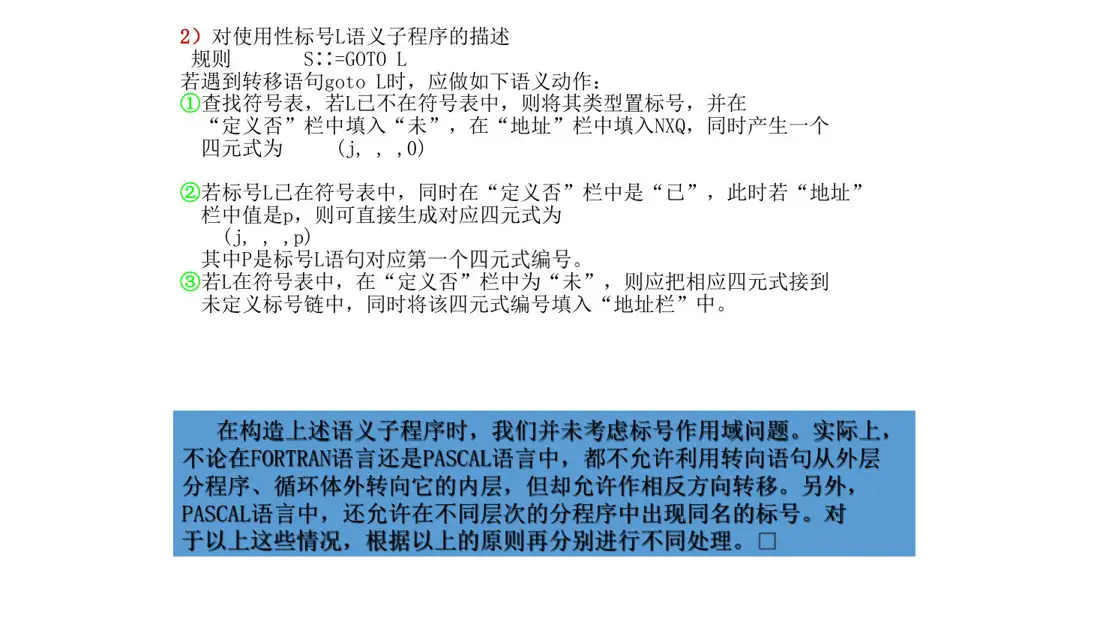 2）对使用性标号L语义子程序的描述
规则 S::=GOTO L
若遇到转移语句goto L时，应做如下语义动作：
①查找符号表，若L已不在符号表中，则将其类型置标号，并在
“定义否”栏中填入“未”，在“地址”栏中填入NXQ，同时产生一个
四元式为 (j, , ,0)
②若标号L已在符号表中，同时在“定义否”栏中是“已”，此时若“地址”
栏中值是p，则可直接生成对应四元式为
(j, , ,p)
其中P是标号L语句对应第一个四元式编号。
③若L在符号表中，在“定义否”栏中为“未”，则应把相应四元式接到
未定义标号链中，同时将该四元式编号填入“地址栏”中。
在构造上述语义子程序时，我们并未考虑标号作用域问题。实际上，
不论在FORTRAN语言还是PASCAL语言中，都不允许利用转向语句从外层
分程序、循环体外转向它的内层，但却允许作相反方向转移。另外，
PASCAL语言中，还允许在不同层次的分程序中出现同名的标号。对
于以上这些情况，根据以上的原则再分别进行不同处理。□